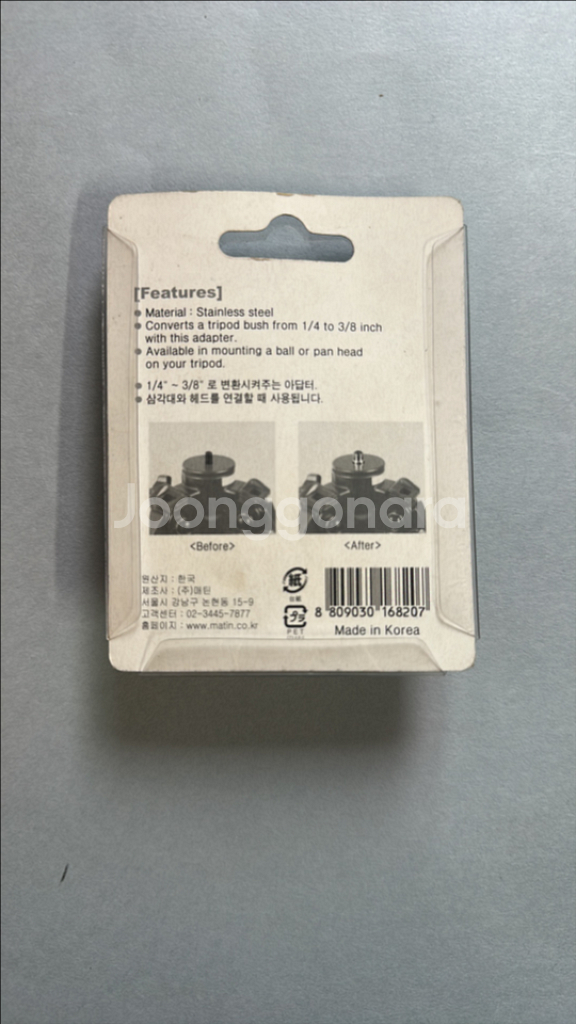 [Features]
Material : Stainless steel
Converts a tripod bush from 1/4 to 3/8 inch
with this adapter.
Available in mounting a ball or pan head
on your tripod.
1/4" ~ 3/8" 로 변환시켜주는 아답터.
삼각대와 헤드를 연결할 때 사용됩니다.
Joonggonara
<Before>
<After>
원산지 : 한국
제조사 : (주)매틴
서울시 강남구 논현동 15-9
고객센터 : 02-3445-7877
홈페이지 : www.matin.co.kr
紙
プラ
PET
8 809030 168207
Made in Korea